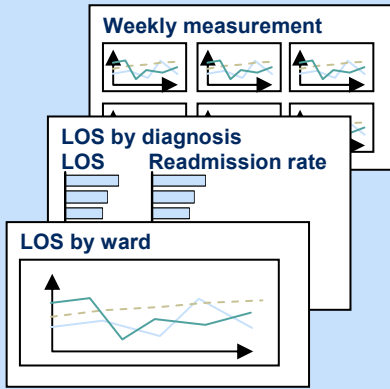 Weekly measurement
LOS by diagnosis
LOS Readmission rate
LOS by ward